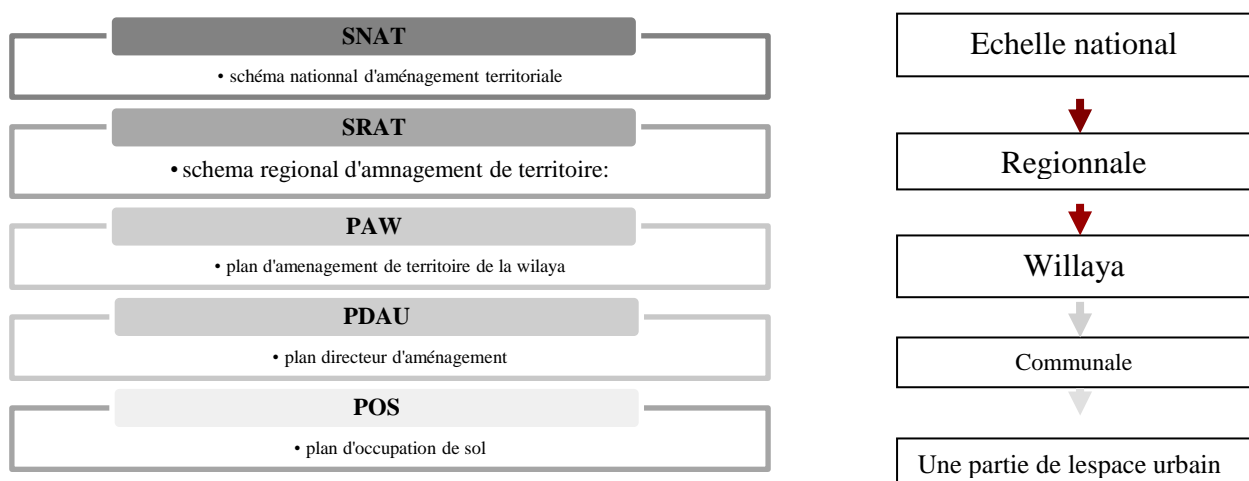 SNAT
• schéma nationnal d'aménagement territoriale
SRAT
• schema regional d'amnagement de territoire:
PAW
• plan d'amenagement de territoire de la wilaya
PDAU
• plan directeur d'aménagement
POS
• plan d'occupation de sol
Echelle national
Regionnale
Willaya
Communale
Une partie de lespace urbain